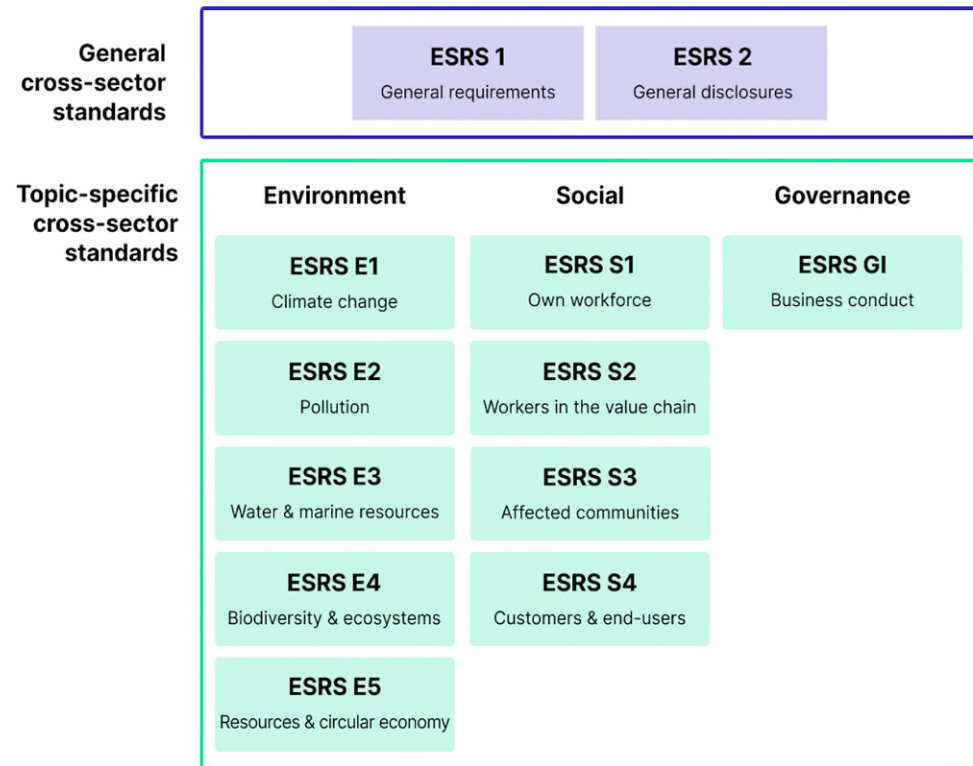 General
cross-sector
standards
ESRS 1
General requirements
ESRS 2
General disclosures
Topic-specific
cross-sector
standards
Environment
Social
Governance
ESRS E1
Climate change
ESRS S1
Own workforce
ESRS GI
Business conduct
ESRS E2
Pollution
ESRS S2
Workers in the value chain
ESRS E3
Water & marine resources
ESRS S3
Affected communities
ESRS E4
Biodiversity & ecosystems
ESRS S4
Customers & end-users
ESRS E5
Resources & circular economy